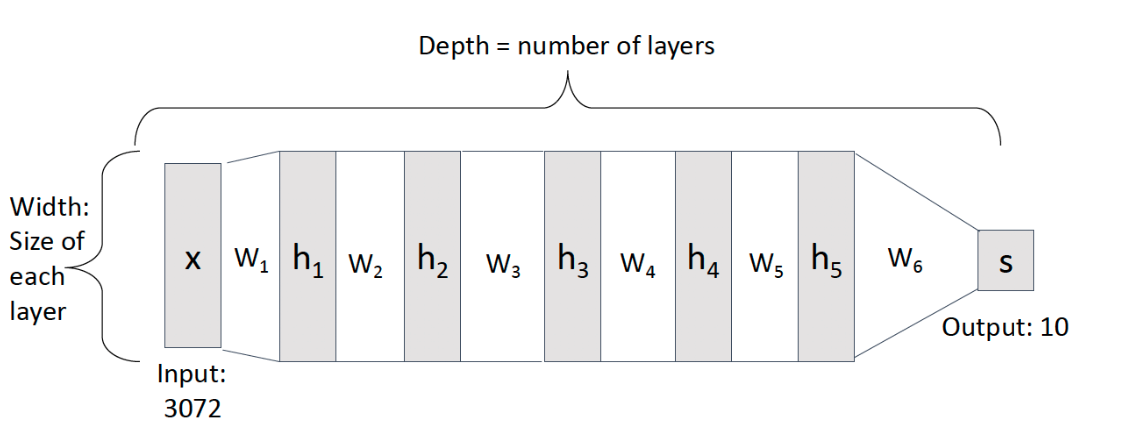 Depth = number of layers
Width:
Size of
each
layer
x W₁ h₁ W₂ h₂ W₃ h₃ W₄ h₄ W₅ h₅ W₆ s
Output: 10
Input:
3072